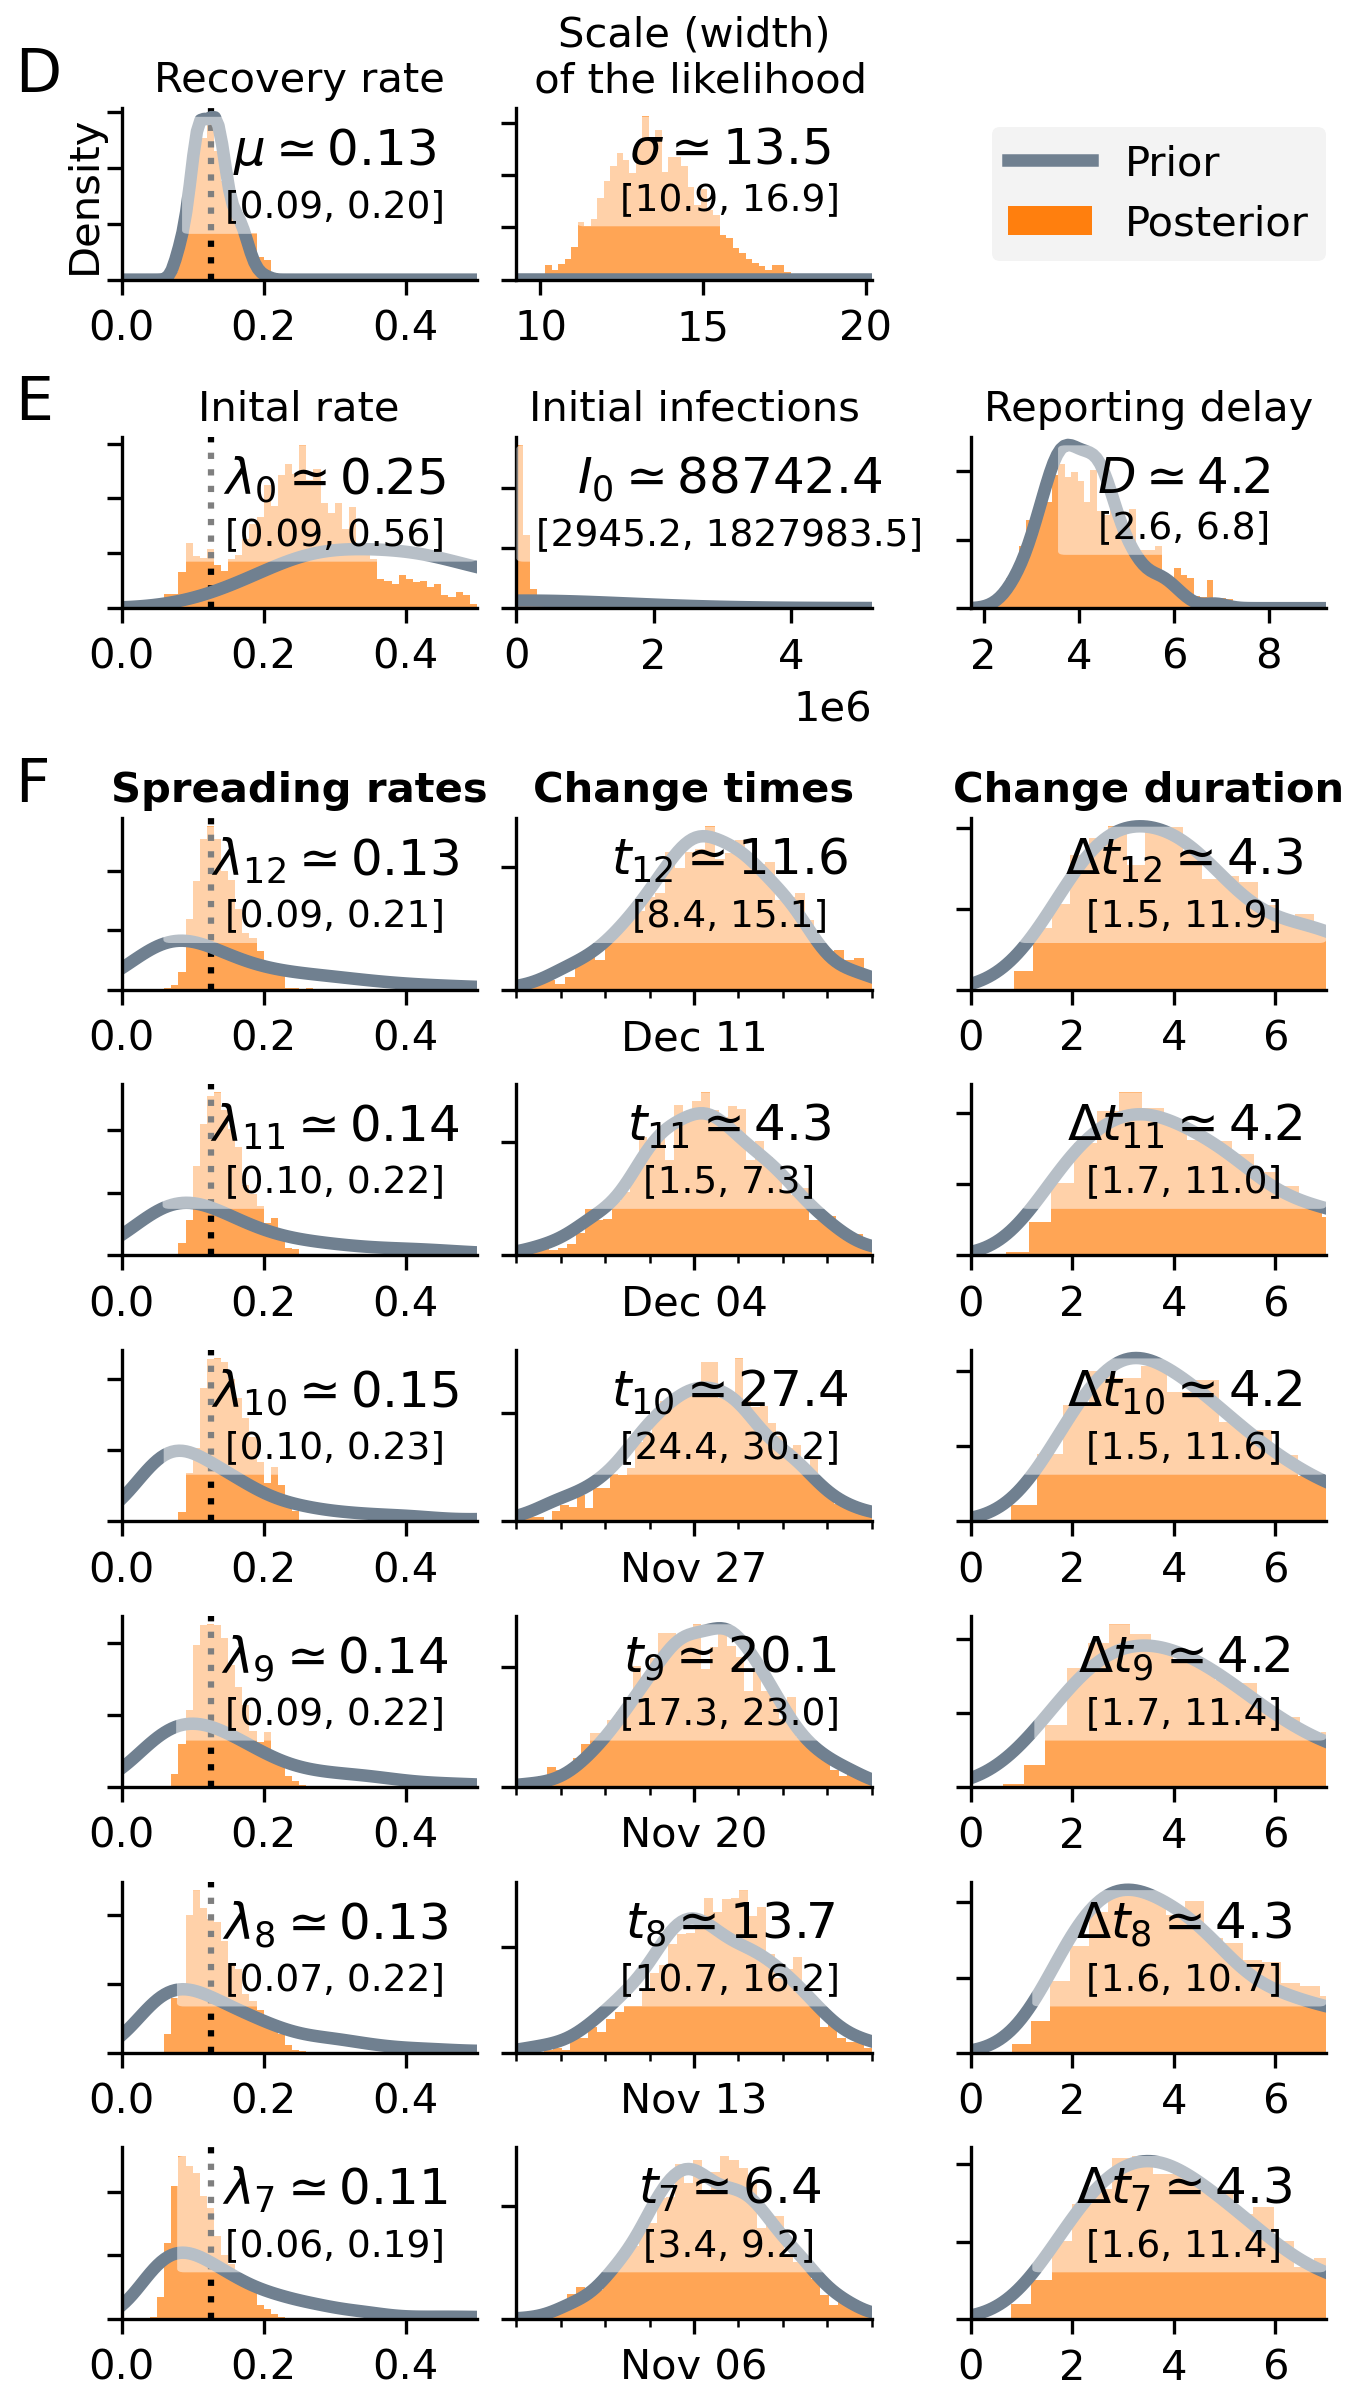 D
Recovery rate
Scale (width)
of the likelihood
Density
μ ≃ 0.13
[0.09, 0.20]
σ ≃ 13.5
[10.9, 16.9]
Prior
Posterior
0.0 0.2 0.4
10 15 20
E
Inital rate
Initial infections
Reporting delay
λ0 ≃ 0.25
[0.09, 0.56]
I0 ≃ 88742.4
[2945.2, 1827983.5]
D ≃ 4.2
[2.6, 6.8]
0.0 0.2 0.4
0 2 4
1e6
2 4 6 8
F
Spreading rates
Change times
Change duration
λ12 ≃ 0.13
[0.09, 0.21]
t12 ≃ 11.6
[8.4, 15.1]
Δt12 ≃ 4.3
[1.5, 11.9]
0.0 0.2 0.4
Dec 11
0 2 4 6
λ11 ≃ 0.14
[0.10, 0.22]
t11 ≃ 4.3
[1.5, 7.3]
Δt11 ≃ 4.2
[1.7, 11.0]
0.0 0.2 0.4
Dec 04
0 2 4 6
λ10 ≃ 0.15
[0.10, 0.23]
t10 ≃ 27.4
[24.4, 30.2]
Δt10 ≃ 4.2
[1.5, 11.6]
0.0 0.2 0.4
Nov 27
0 2 4 6
λ9 ≃ 0.14
[0.09, 0.22]
t9 ≃ 20.1
[17.3, 23.0]
Δt9 ≃ 4.2
[1.7, 11.4]
0.0 0.2 0.4
Nov 20
0 2 4 6
λ8 ≃ 0.13
[0.07, 0.22]
t8 ≃ 13.7
[10.7, 16.2]
Δt8 ≃ 4.3
[1.6, 10.7]
0.0 0.2 0.4
Nov 13
0 2 4 6
λ7 ≃ 0.11
[0.06, 0.19]
t7 ≃ 6.4
[3.4, 9.2]
Δt7 ≃ 4.3
[1.6, 11.4]
0.0 0.2 0.4
Nov 06
0 2 4 6